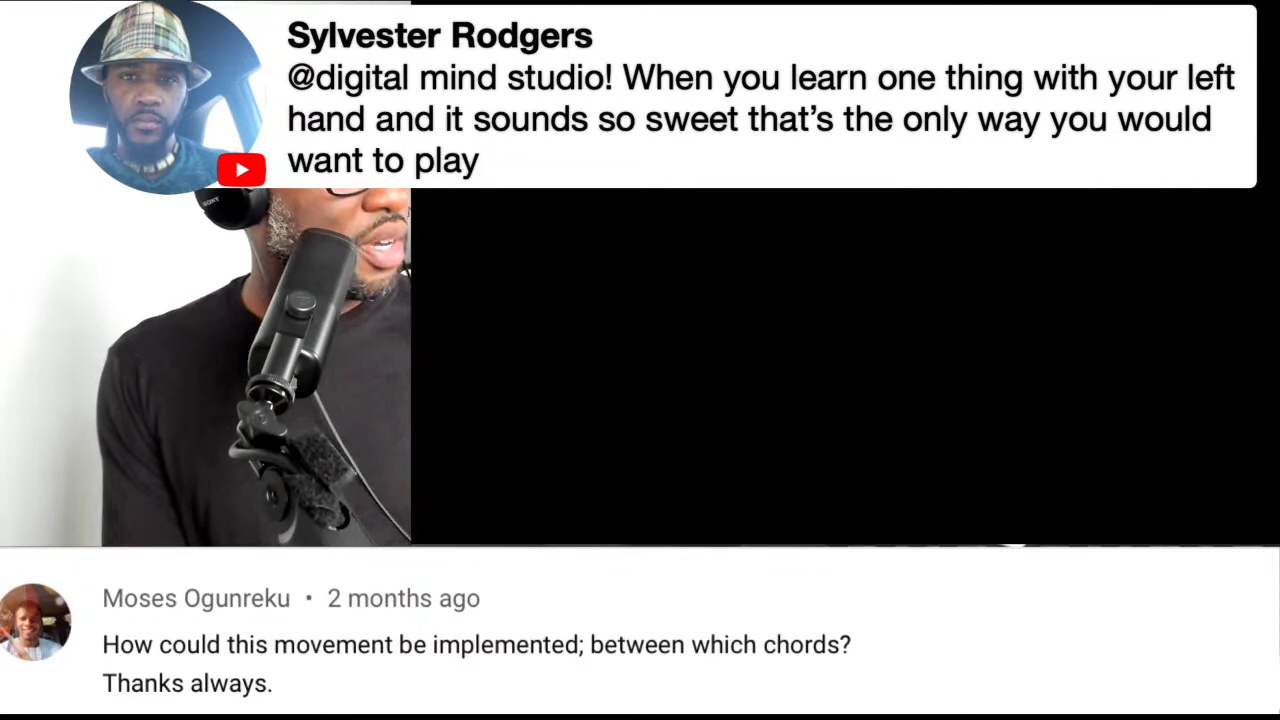 Sylvester Rodgers
@digital mind studio! When you learn one thing with your left
hand and it sounds so sweet that’s the only way you would
want to play
SONY
Moses Ogunreku • 2 months ago
How could this movement be implemented; between which chords?
Thanks always.